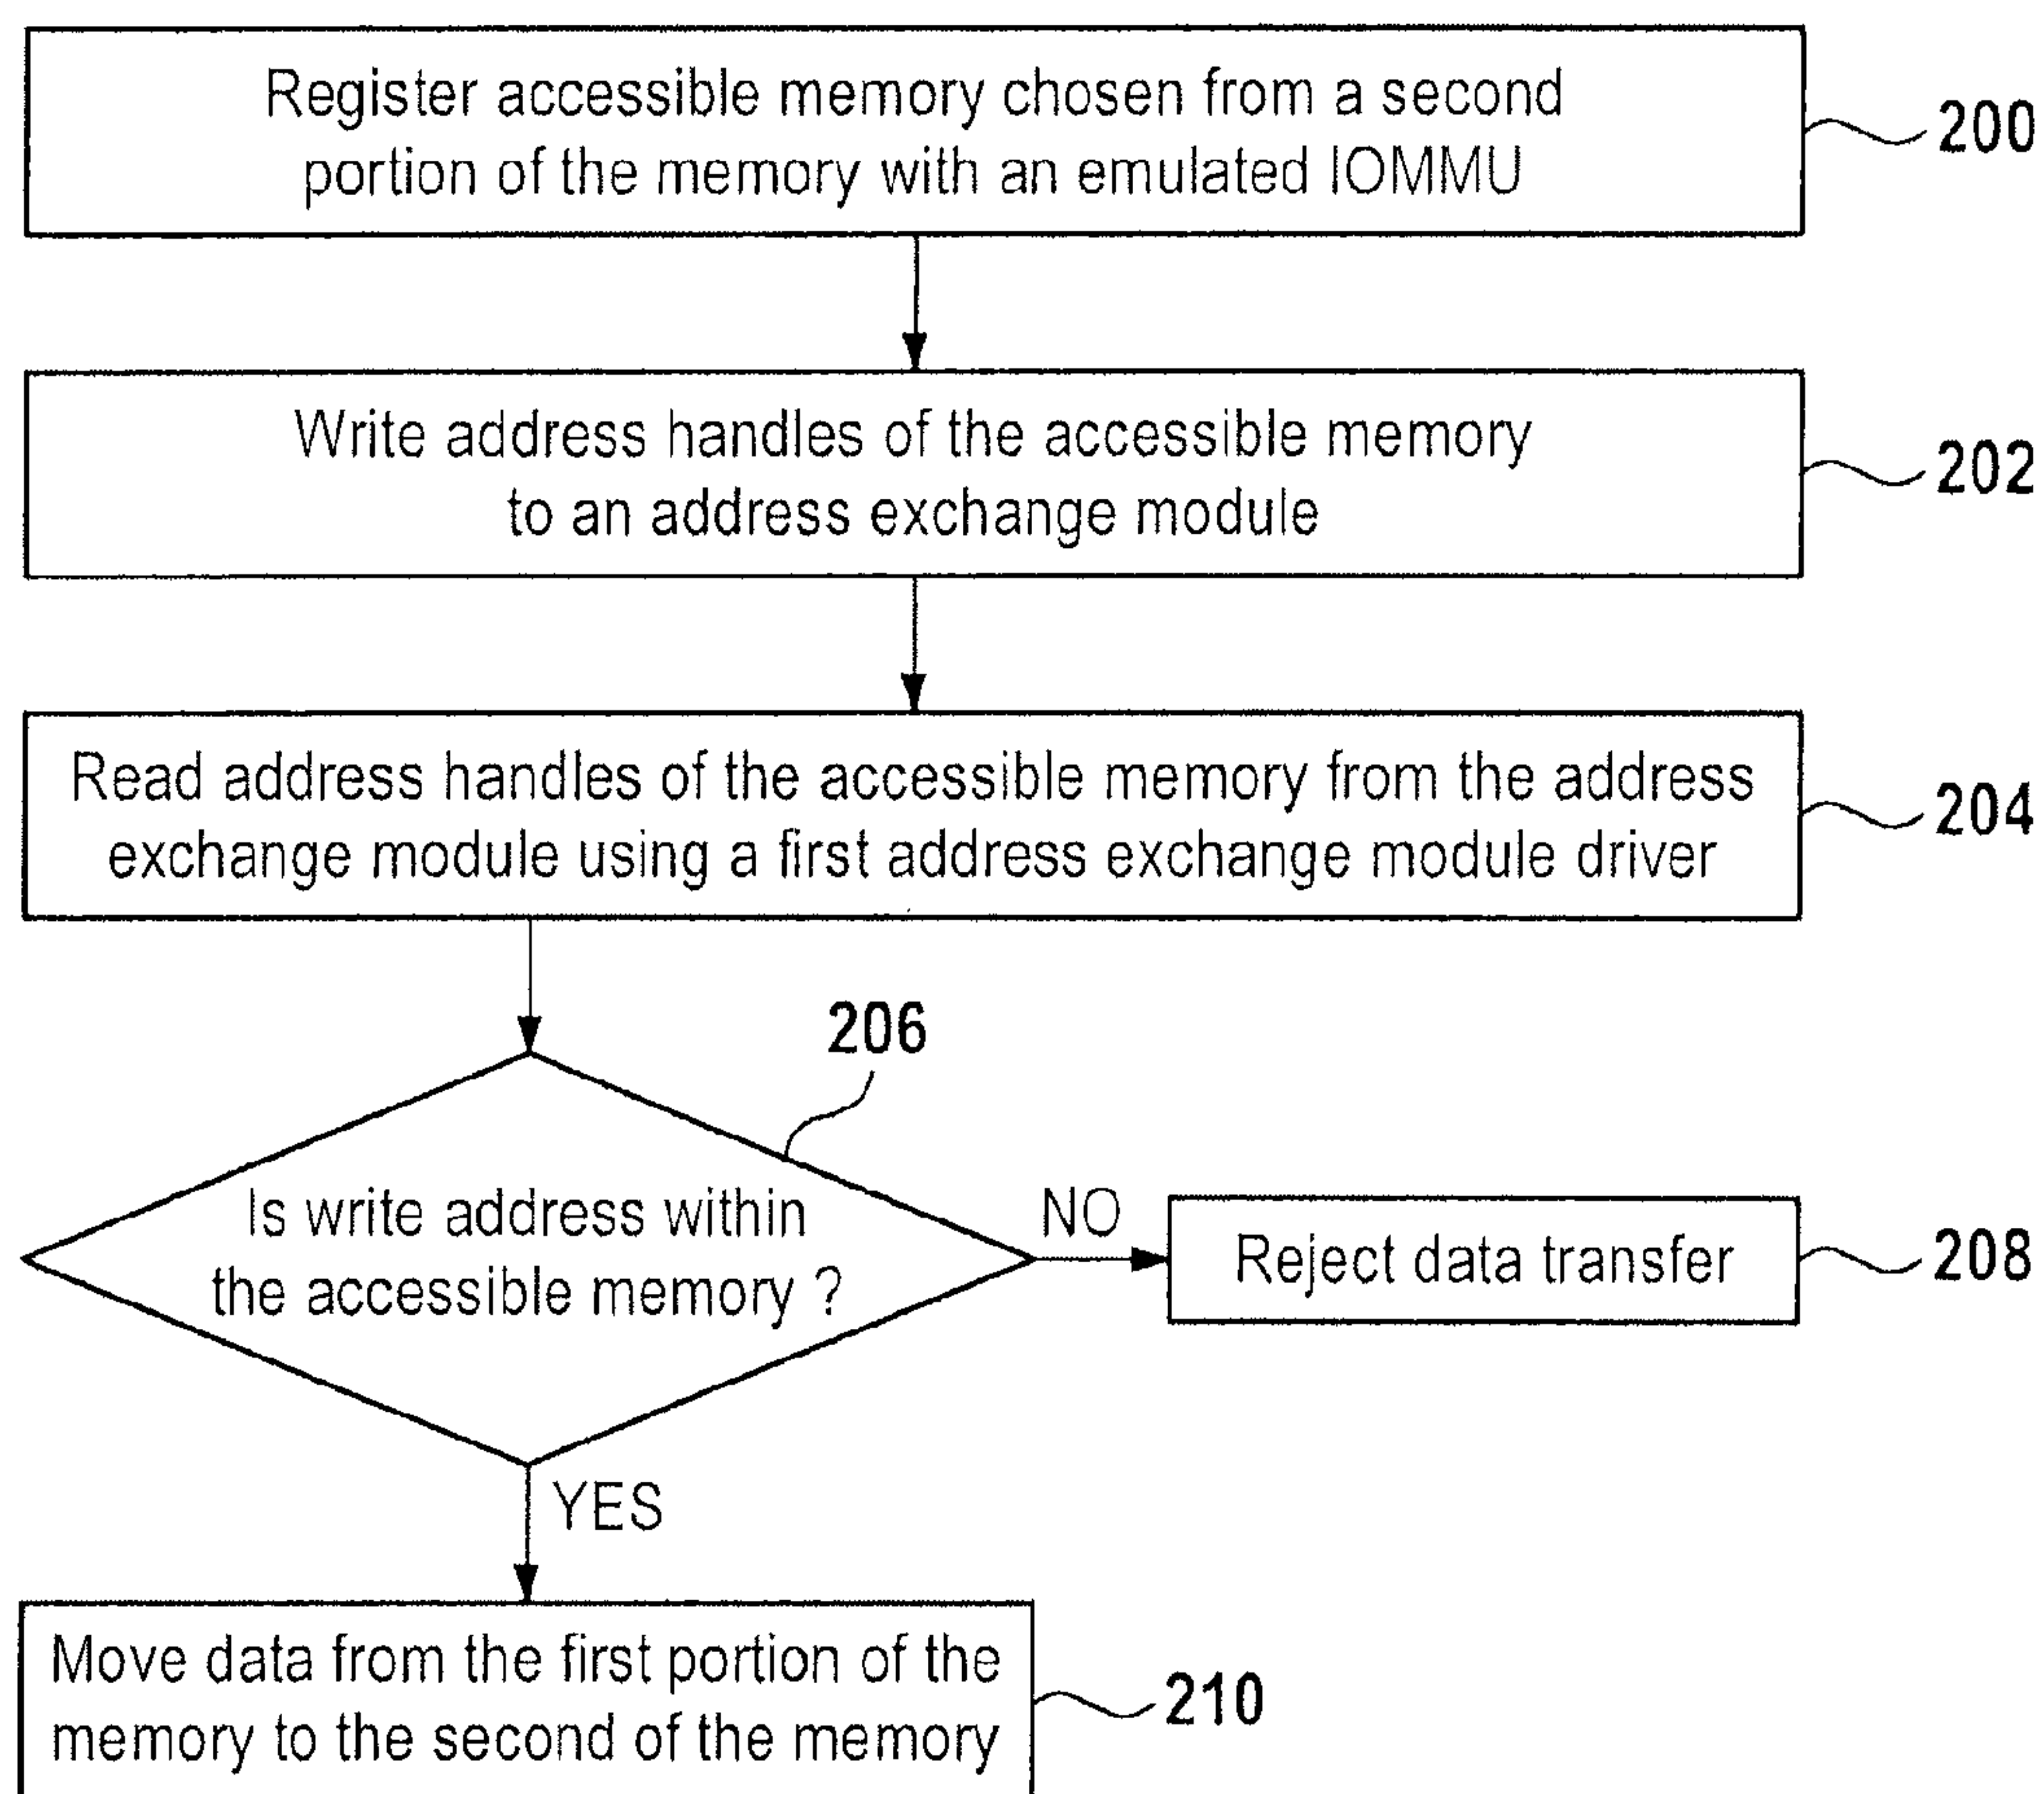 Register accessible memory chosen from a second
portion of the memory with an emulated IOMMU
200
Write address handles of the accessible memory
to an address exchange module
202
Read address handles of the accessible memory from the address
exchange module using a first address exchange module driver
204
206
Is write address within
the accessible memory ?
NO
Reject data transfer
208
YES
Move data from the first portion of the
memory to the second of the memory
210